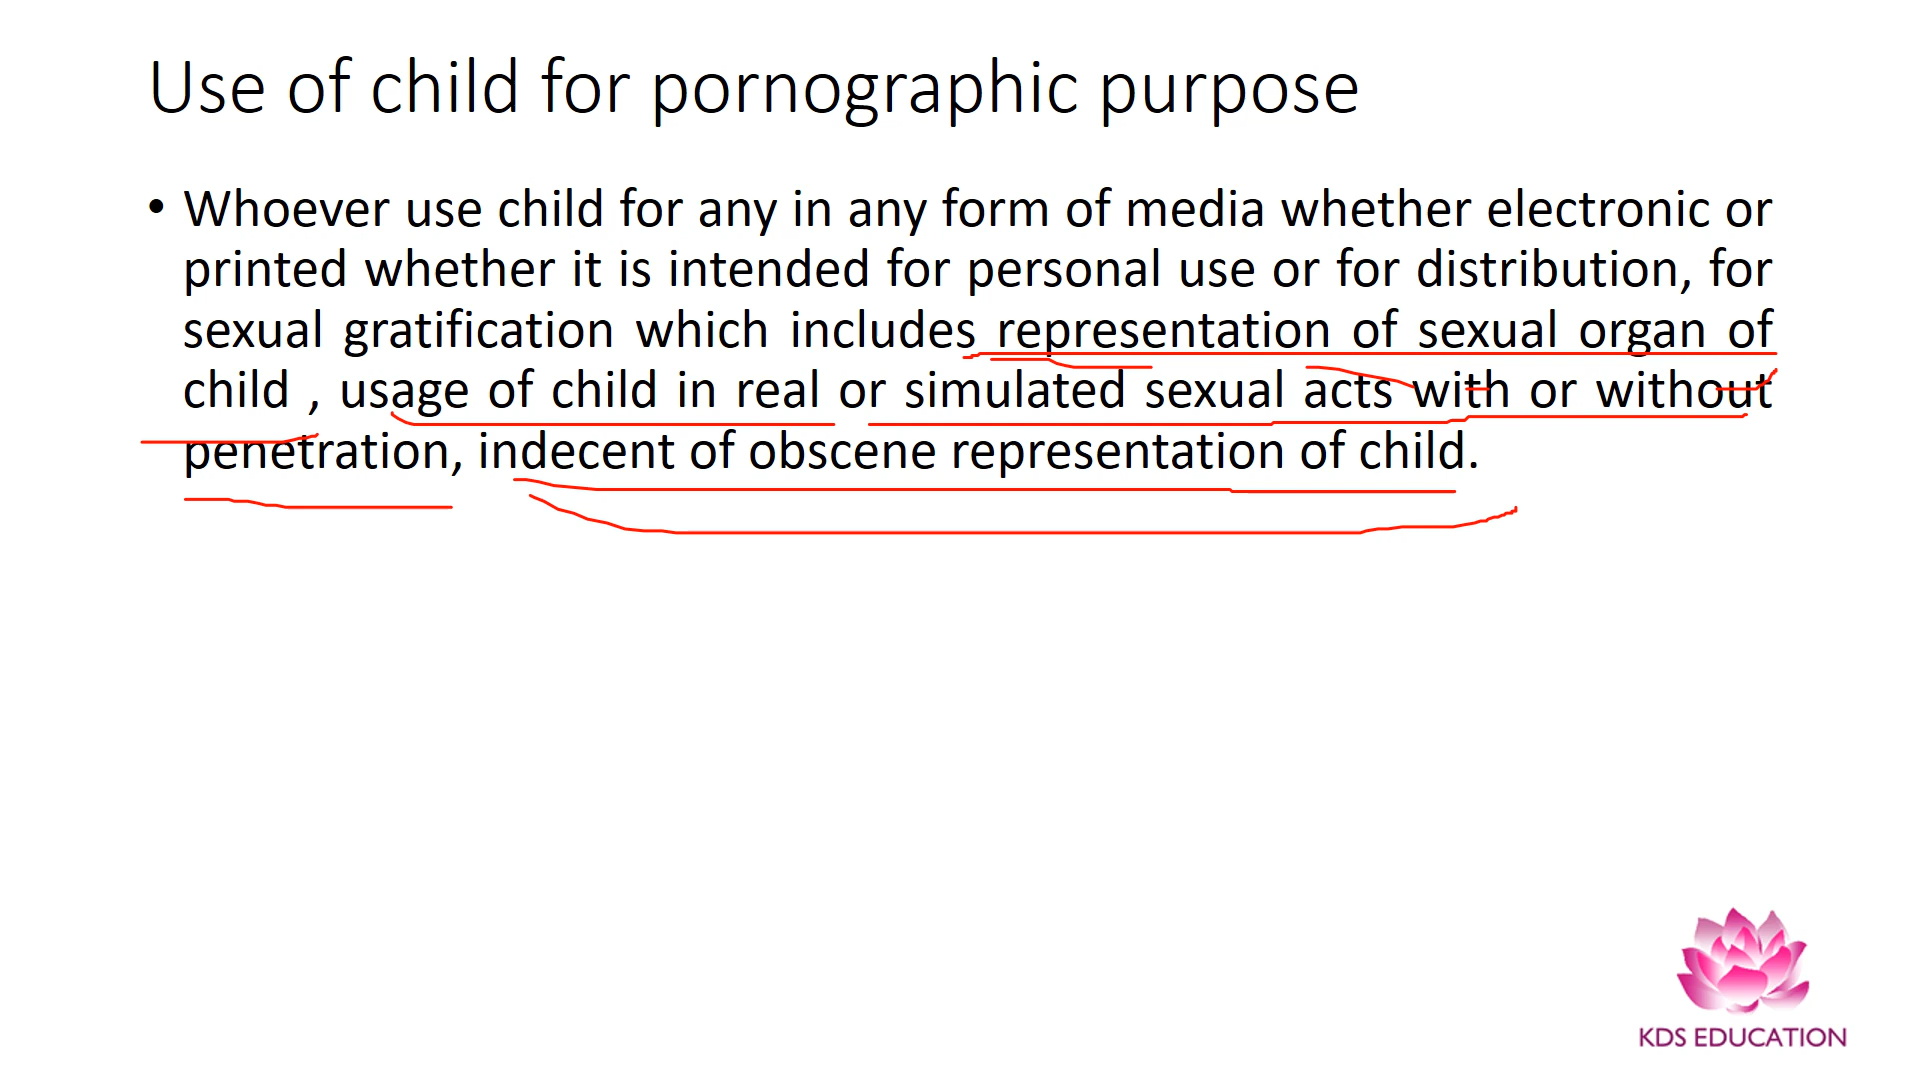 Use of child for pornographic purpose
• Whoever use child for any in any form of media whether electronic or
printed whether it is intended for personal use or for distribution, for
sexual gratification which includes representation of sexual organ of
child , usage of child in real or simulated sexual acts with or without
penetration, indecent of obscene representation of child.
KDS EDUCATION